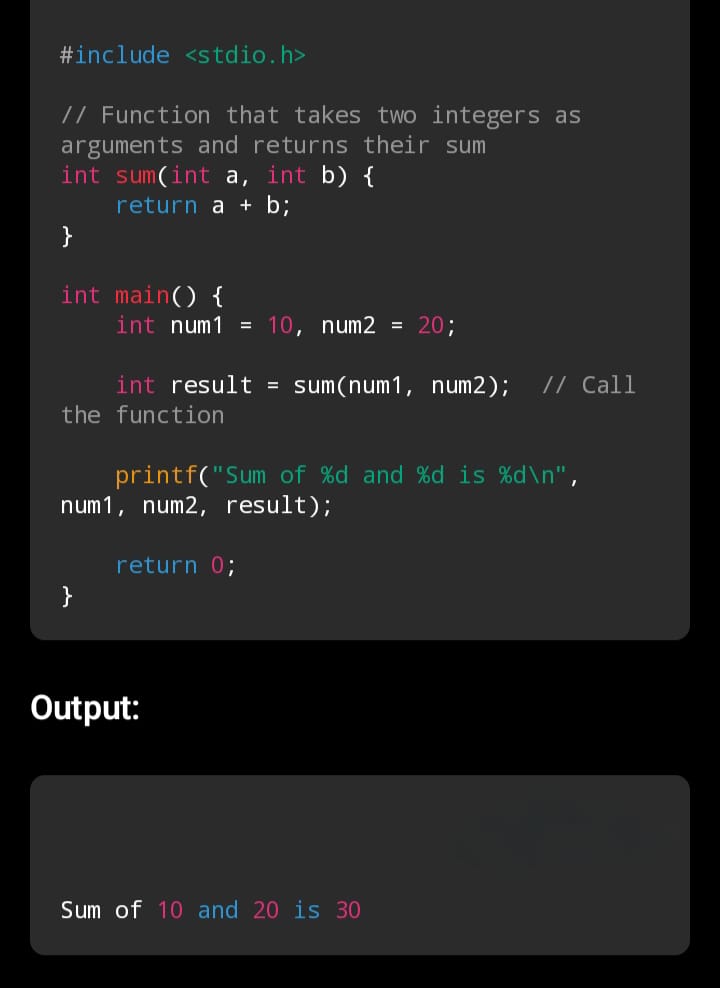 #include <stdio.h>
// Function that takes two integers as
arguments and returns their sum
int sum(int a, int b) {
    return a + b;
}
int main() {
    int num1 = 10, num2 = 20;
    int result = sum(num1, num2);  // Call
the function
    printf("Sum of %d and %d is %d\n",
num1, num2, result);
    return 0;
}
Output:
Sum of 10 and 20 is 30